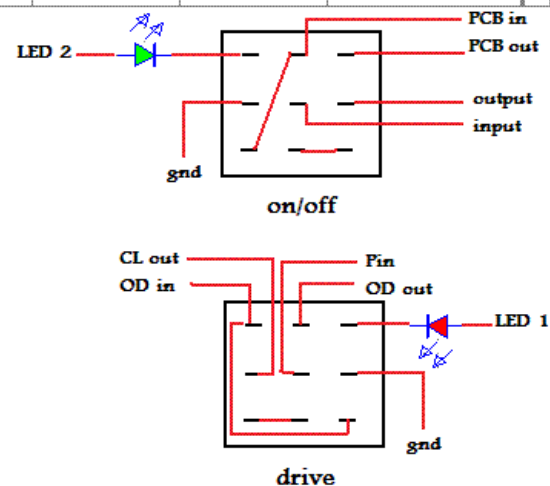 PCB in
LED 2
PCB out
output
input
gnd
on/off
CL out
Pin
OD in
OD out
LED 1
gnd
drive